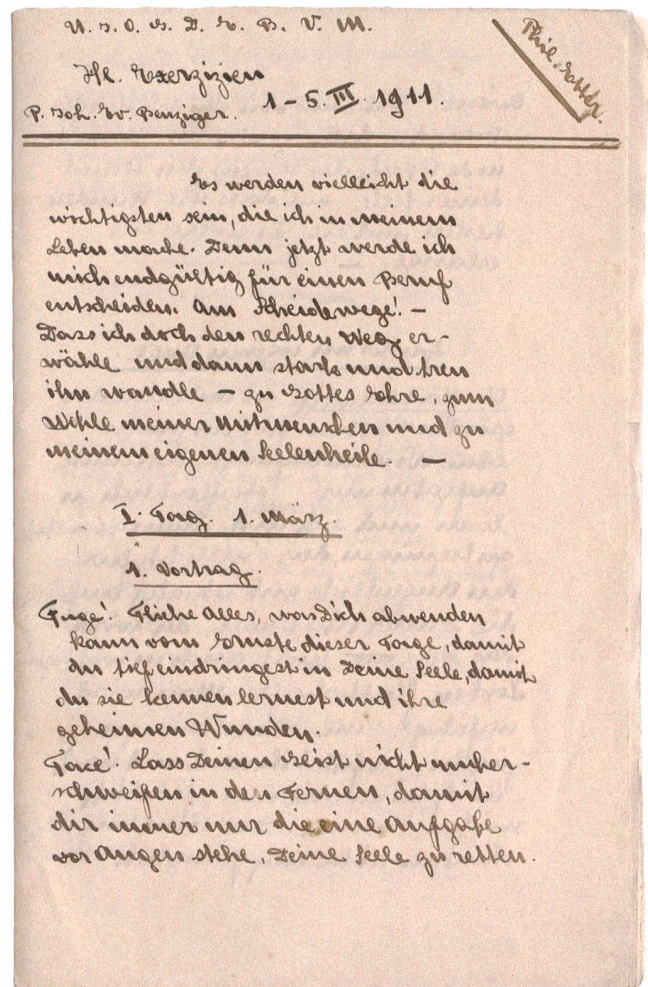 U. I. O. G. D. E. B. V. M.
Phil. Etter.
Hl. Exerzizien
P. Joh. Ev. Benziger. 1-5. III. 1911.
Es werden vielleicht die
wichtigsten sein, die ich in meinem
Leben mache. Denn jetzt werde ich
mich endgültig für einen Beruf
entscheiden. Am Scheidewege! –
Dass ich doch den rechten Weg er-
wähle und dann stark und treu
ihn wandle – zu Gottes Ehre, zum
Wohle meiner Mitmenschen und zu
meinem eigenen Seelenheile. –
I. Tag. 1. März.
1. Vortrag.
Fuge! Fliehe Alles, was Dich abwenden
kann vom Ernste dieser Tage, damit
du tief eindringest in Deine Seele, damit
du sie kennen lernest und ihre
geheimen Wunden.
Tace! Lass Deinen Geist nicht umher-
schweifen in den Fernen, damit
dir immer nur die eine Aufgabe
vor Augen stehe, Deine Seele zu retten.